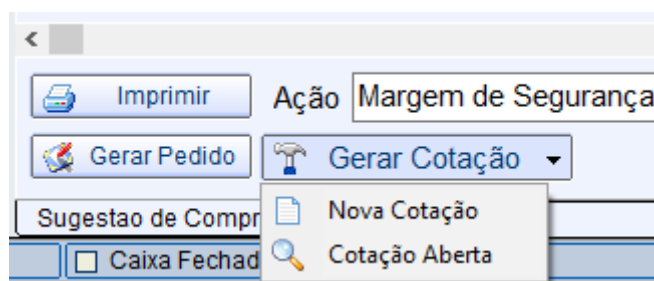 Imprimir Ação Margem de Segurança
Gerar Pedido Gerar Cotação
Sugestao de Compr Nova Cotação
Caixa Fechad Cotação Aberta